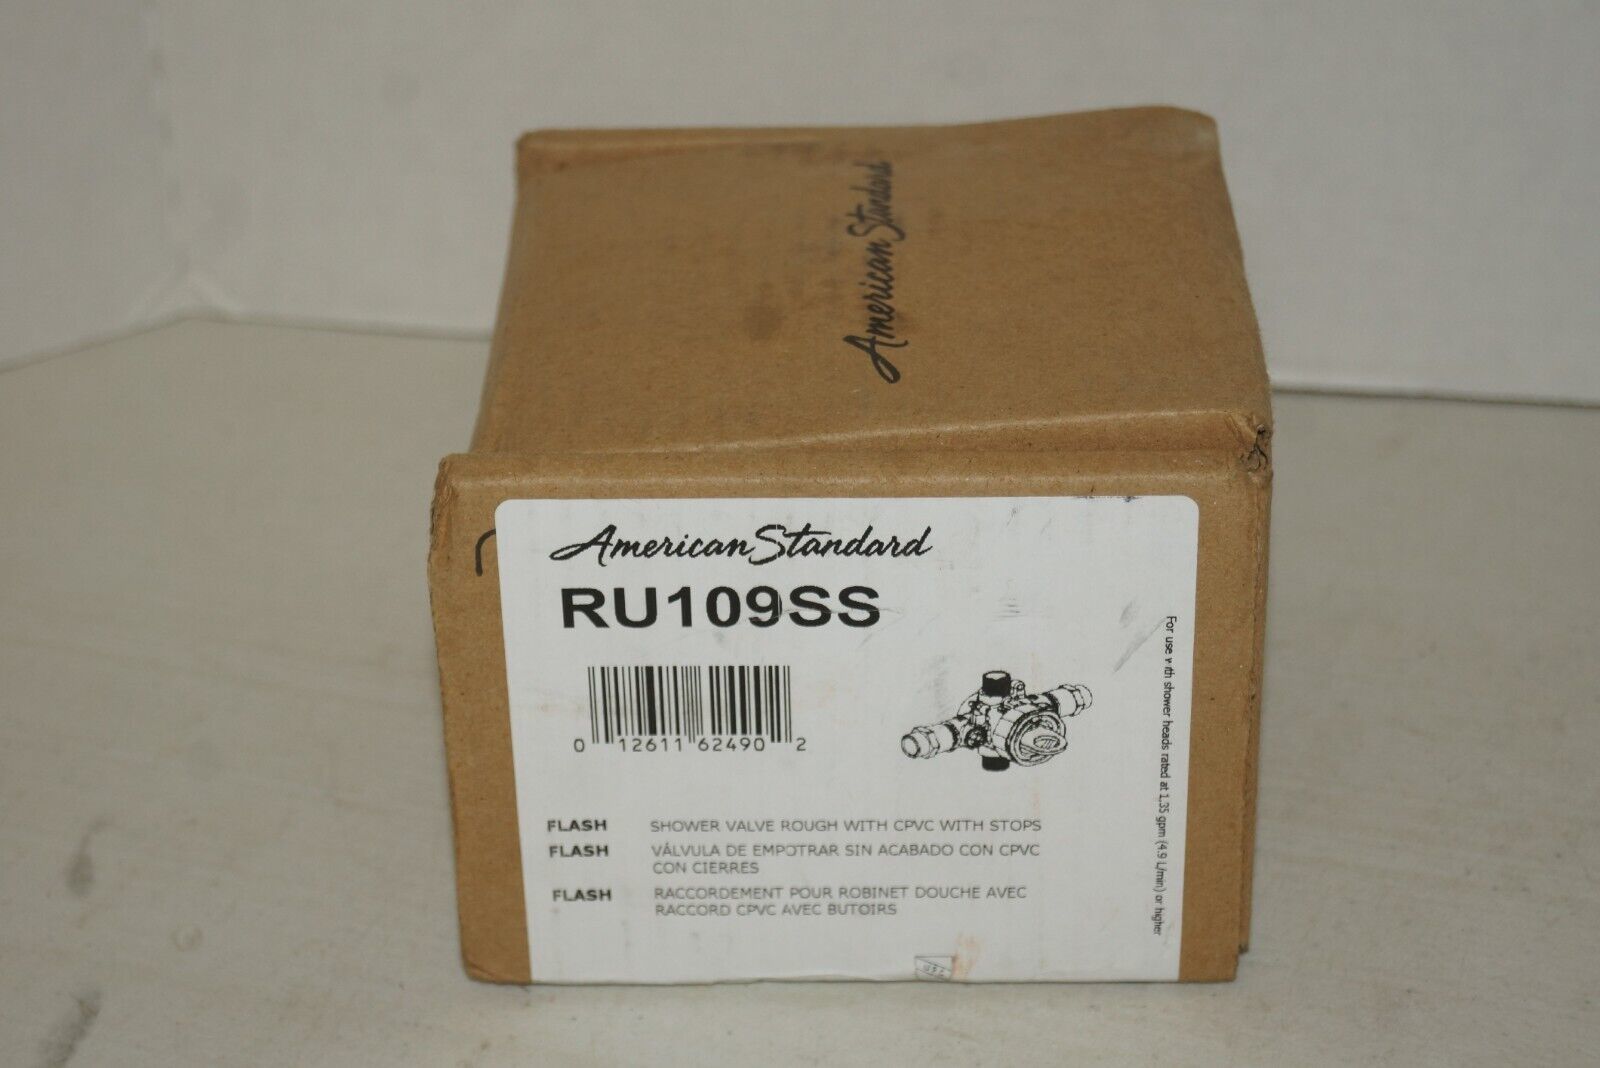 American Standard
American Standard
RU109SS
0 12611 62490 2
For use with shower heads rated at 1.35 gpm (4.9 L/min) or higher
FLASH SHOWER VALVE ROUGH WITH CPVC WITH STOPS
FLASH VÁLVULA DE EMPOTRAR SIN ACABADO CON CPVC
CON CIERRES
FLASH RACCORDEMENT POUR ROBINET DOUCHE AVEC
RACCORD CPVC AVEC BUTOIRS